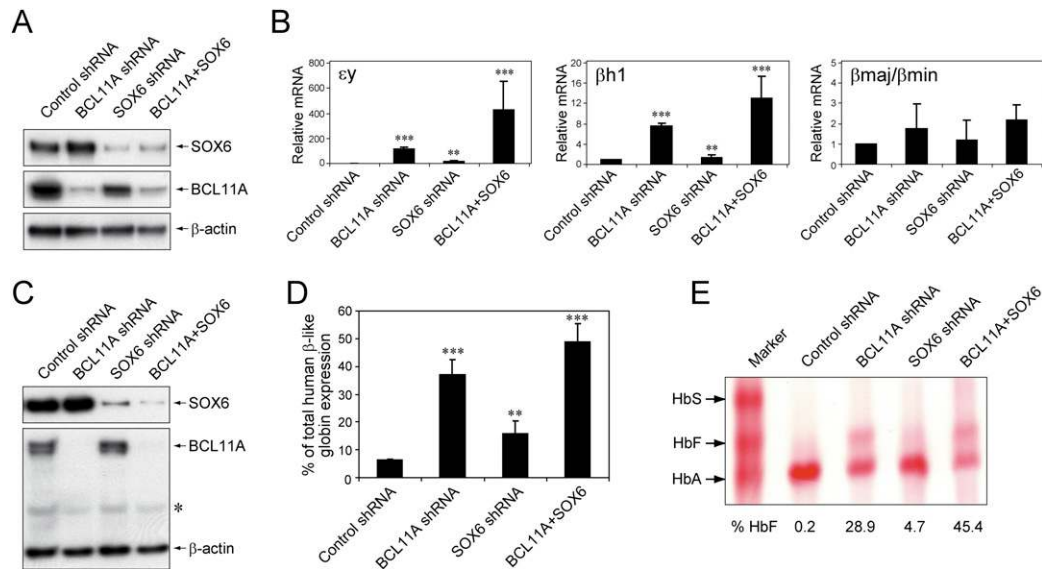 A
Control shRNA
BCL11A shRNA
SOX6 shRNA
BCL11A+SOX6
←SOX6
←BCL11A
←β-actin
B
Relative mRNA
800
600
400
200
0
εy
***
**
***
Control shRNA
BCL11A shRNA
SOX6 shRNA
BCL11A+SOX6
Relative mRNA
20
16
12
8
4
0
βh1
***
**
***
Control shRNA
BCL11A shRNA
SOX6 shRNA
BCL11A+SOX6
Relative mRNA
5
4
3
2
1
0
βmaj/βmin
Control shRNA
BCL11A shRNA
SOX6 shRNA
BCL11A+SOX6
C
Control shRNA
BCL11A shRNA
SOX6 shRNA
BCL11A+SOX6
←SOX6
←BCL11A
*
←β-actin
D
% of total human β-like
globin expression
60
50
40
30
20
10
0
***
**
***
Control shRNA
BCL11A shRNA
SOX6 shRNA
BCL11A+SOX6
E
Marker
Control shRNA
BCL11A shRNA
SOX6 shRNA
BCL11A+SOX6
HbS→
HbF→
HbA→
% HbF 0.2 28.9 4.7 45.4